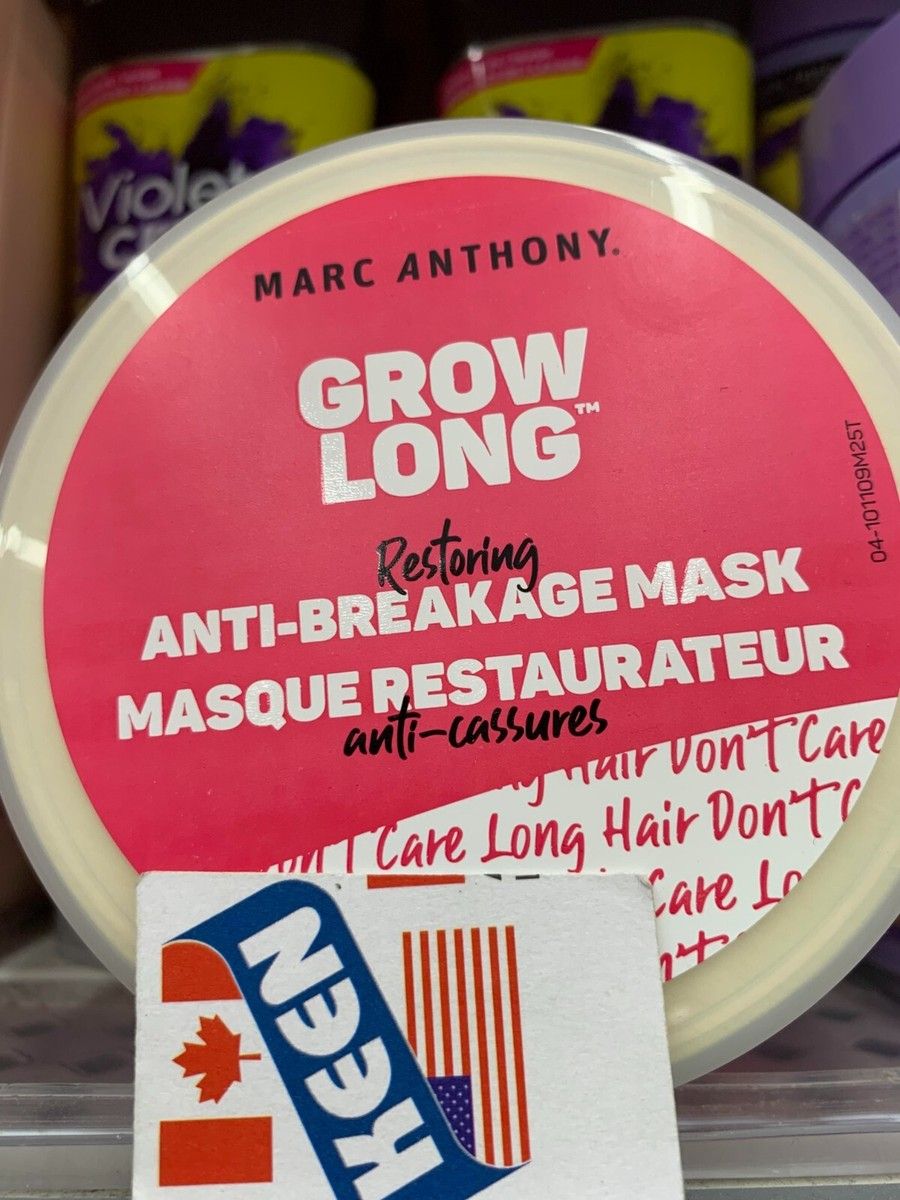 Violet
MARC ANTHONY®
GROW
LONG™
04-101109M25T
Restoring
ANTI-BREAKAGE MASK
MASQUE RESTAURATEUR
anti-cassures
Hair Don't Care
Care Long Hair Don't
Care
KEEN